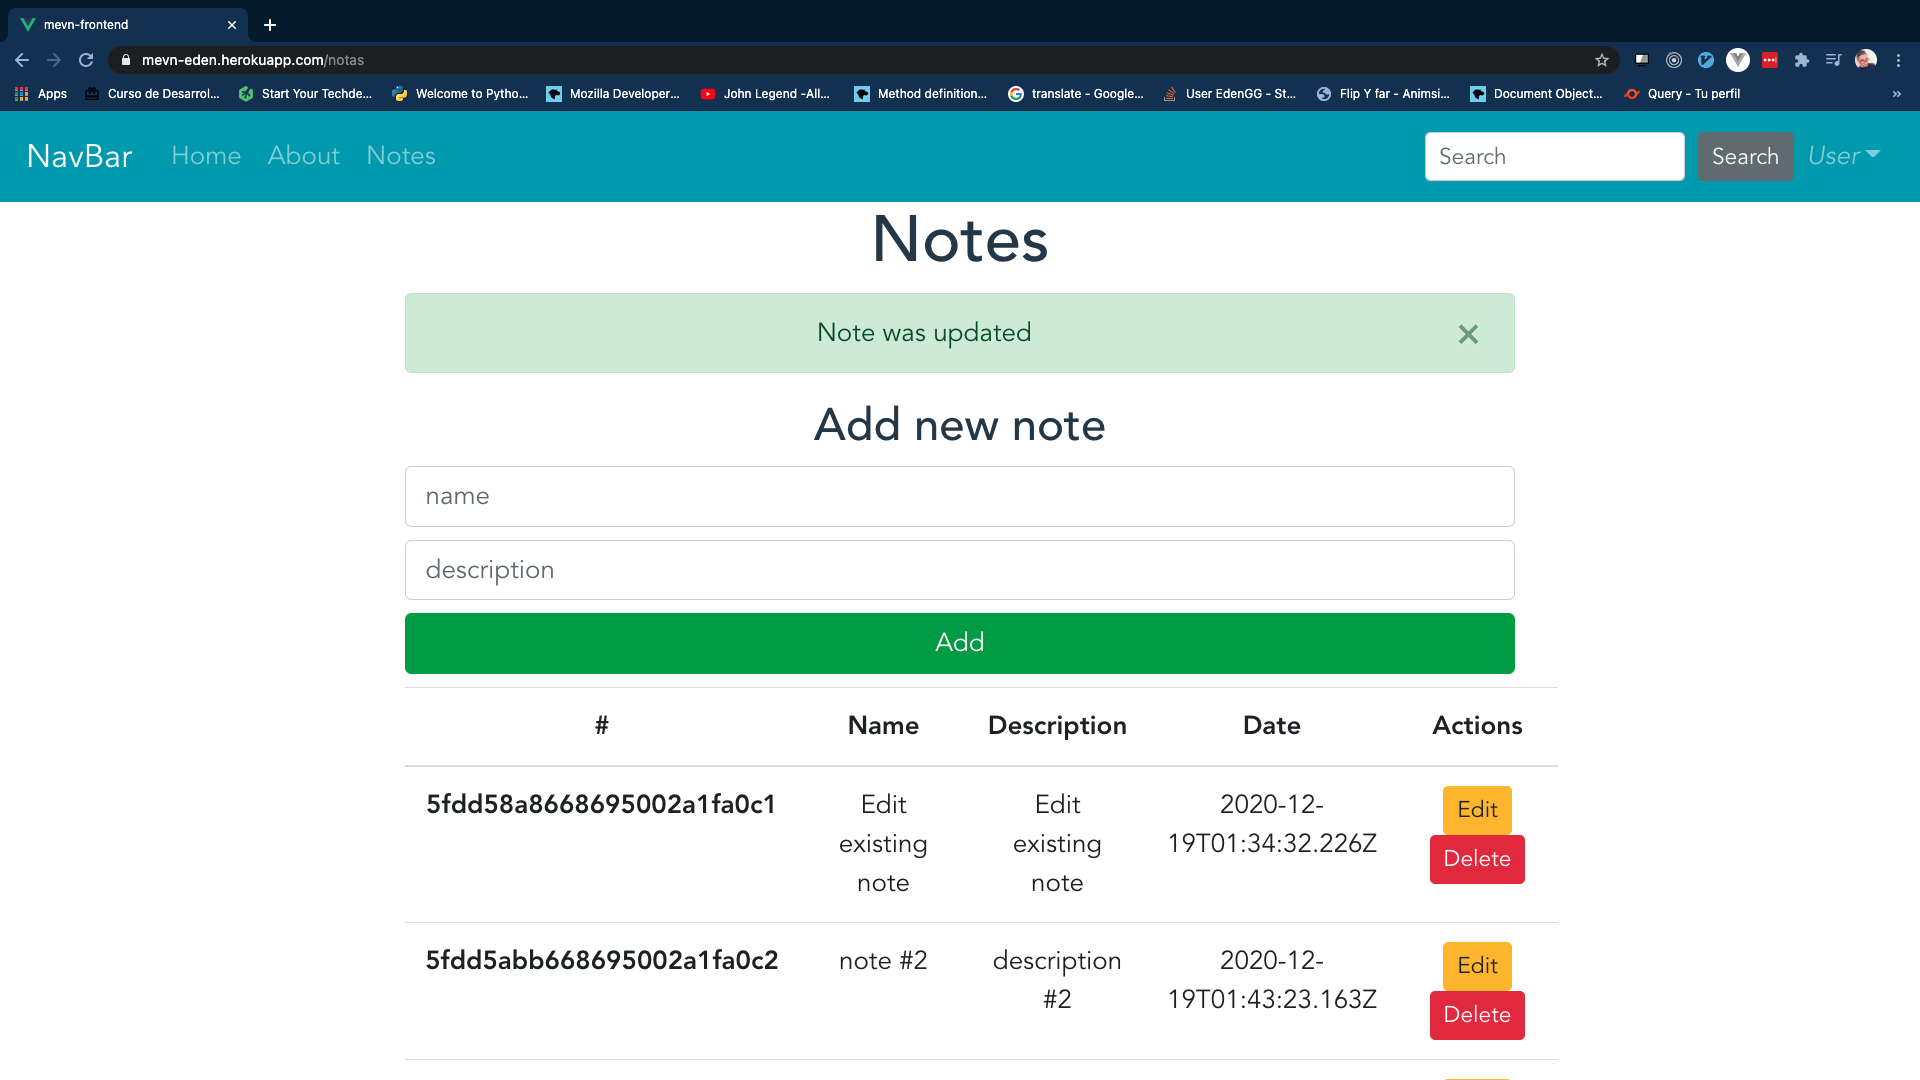 mevn-frontend
mevn-eden.herokuapp.com/notas
Apps Curso de Desarrol... Start Your Techde... Welcome to Pytho... Mozilla Developer... John Legend -All... Method definition... translate - Google... User EdenGG - St... Flip Y far - Animsi... Document Object... Query - Tu perfil »
NavBar Home About Notes Search Search User
Notes
Note was updated ×
Add new note
name
description
Add
# Name Description Date Actions
5fdd58a8668695002a1fa0c1 Edit Edit 2020-12- Edit
existing existing 19T01:34:32.226Z Delete
note note
5fdd5abb668695002a1fa0c2 note #2 description 2020-12- Edit
#2 19T01:43:23.163Z Delete